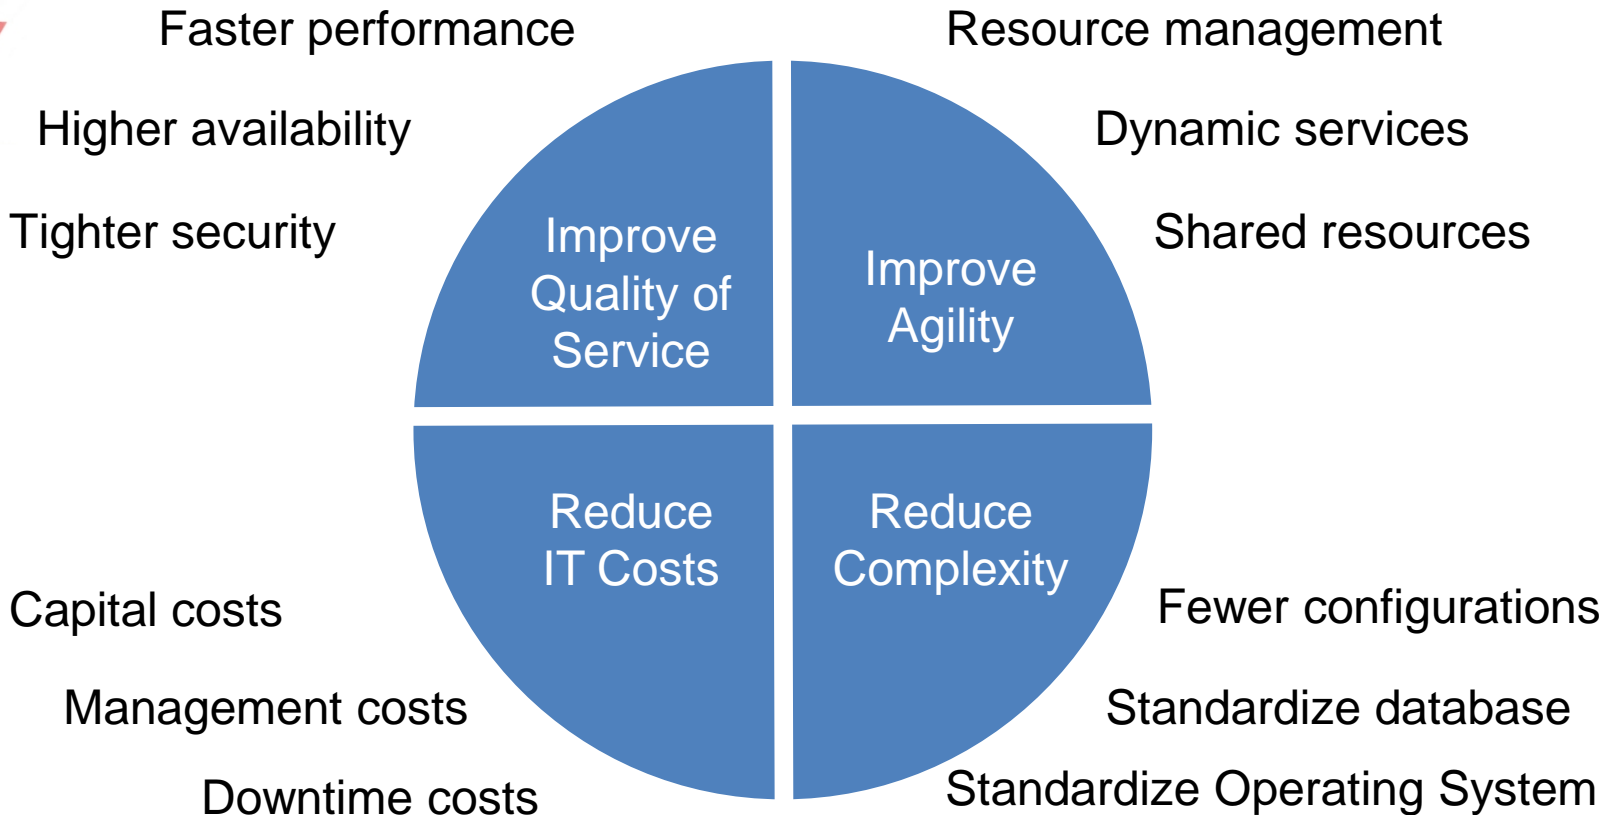 Faster performance
Higher availability
Tighter security
Improve
Quality of
Service
Resource management
Dynamic services
Shared resources
Improve
Agility
Reduce
IT Costs
Capital costs
Management costs
Downtime costs
Reduce
Complexity
Fewer configurations
Standardize database
Standardize Operating System